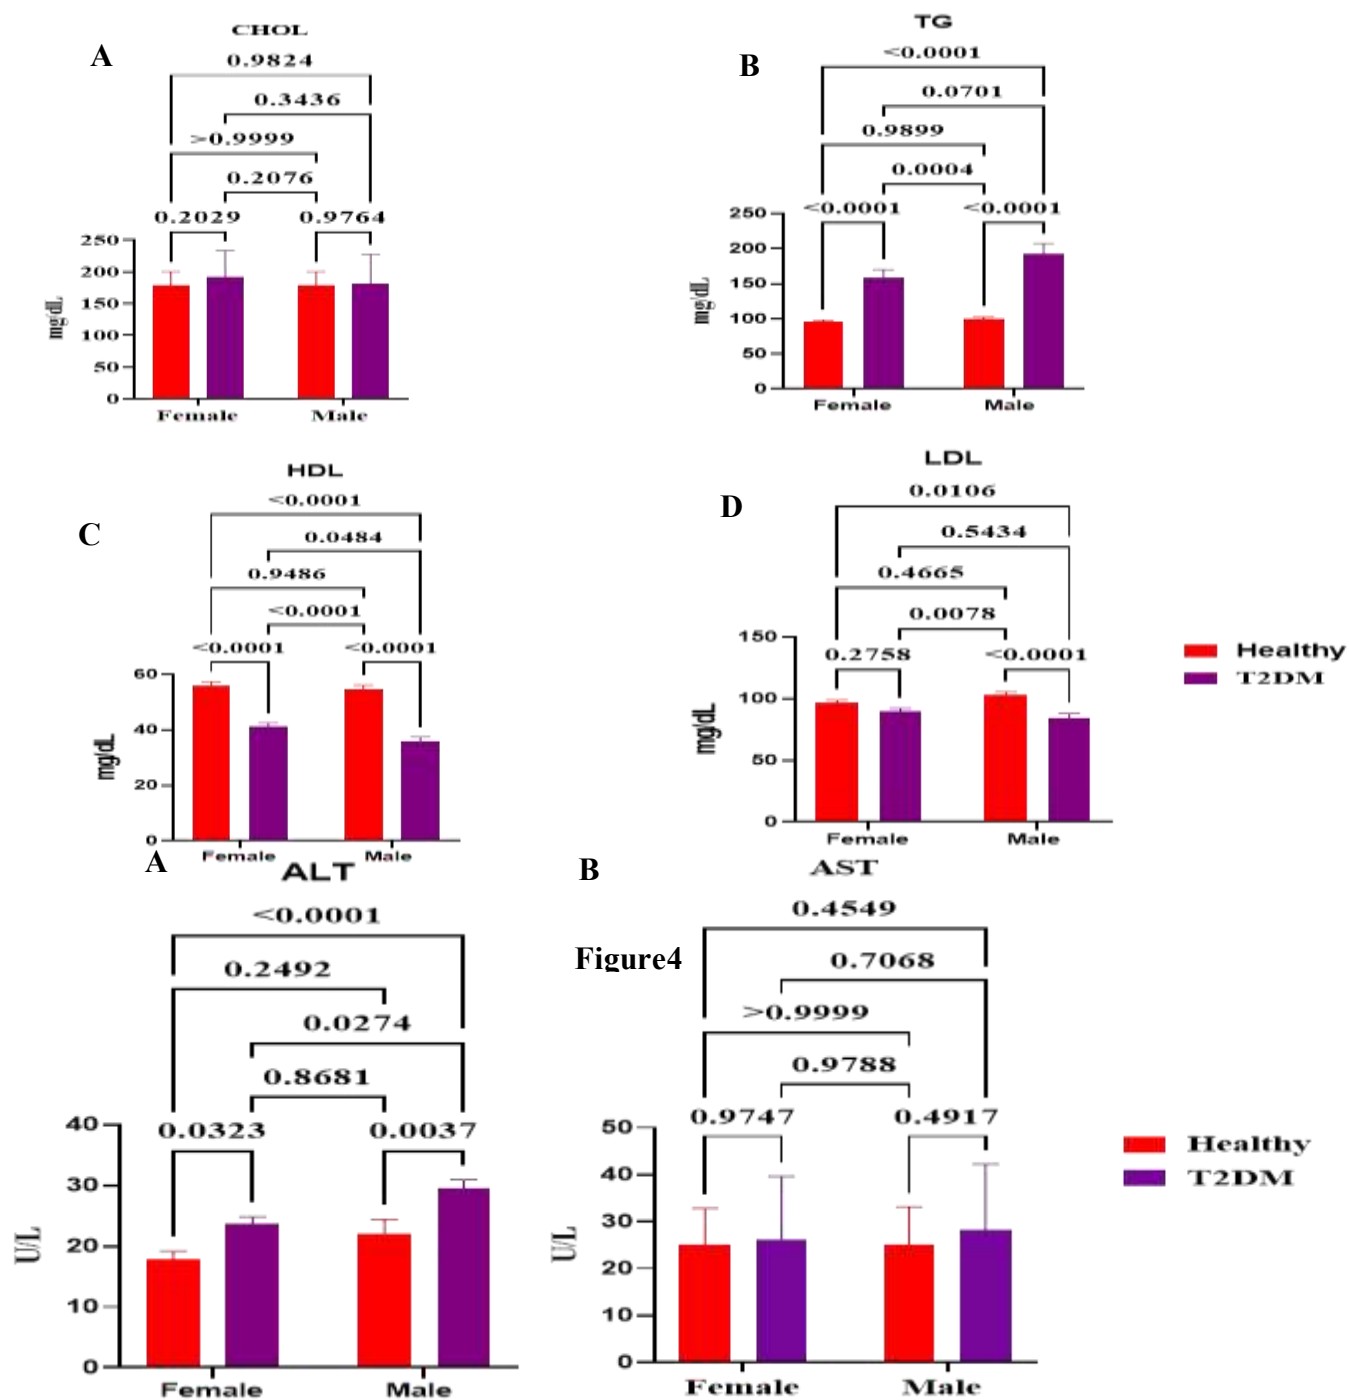 CHOL
A
0.9824
0.3436
>0.9999
0.2076
0.2029 0.9764
250
200
150
100
50
0
mg/dL
Female Male
TG
B
<0.0001
0.0701
0.9899
0.0004
<0.0001 <0.0001
250
200
150
100
50
0
mg/dL
Female Male
HDL
C
<0.0001
0.0484
0.9486
<0.0001
<0.0001 <0.0001
60
40
20
0
mg/dL
Female Male
LDL
D
0.0106
0.5434
0.4665
0.0078
0.2758 <0.0001
150
100
50
0
mg/dL
Female Male
Healthy
T2DM
A
ALT
<0.0001
0.2492
0.0274
0.8681
0.0323 0.0037
40
30
20
10
0
U/L
Female Male
B
AST
0.4549
Figure4
0.7068
>0.9999
0.9788
0.9747 0.4917
50
40
30
20
10
0
U/L
Female Male
Healthy
T2DM